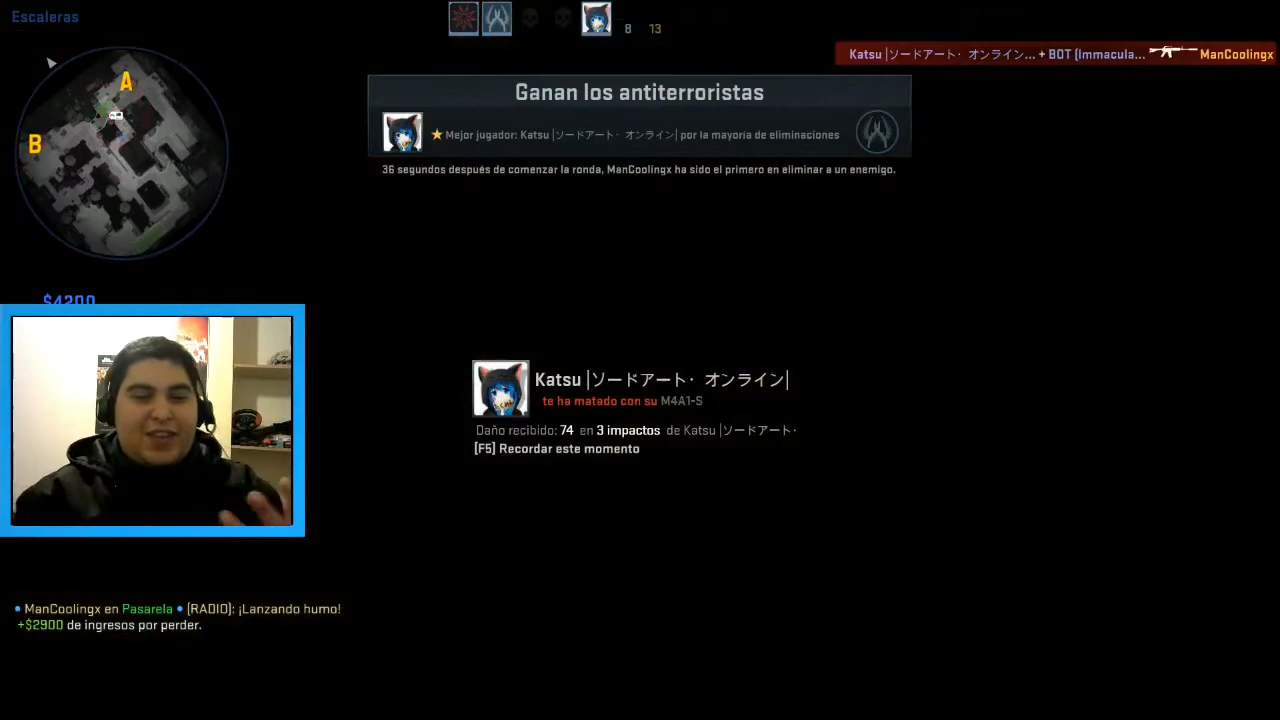 Escaleras
8 13
Katsu |ソードアート· オンライン... + BOT (Immacula... ManCoolingx
Ganan los antiterroristas
Mejor jugador: Katsu |ソードアート· オンライン| por la mayoría de eliminaciones
36 segundos después de comenzar la ronda, ManCoolingx ha sido el primero en eliminar a un enemigo.
A
B
$4200
Katsu |ソードアート· オンライン|
te ha matado con su M4A1-S
Daño recibido: 74 en 3 impactos de Katsu |ソードアート·
[F5] Recordar este momento
• ManCoolingx en Pasarela • (RADIO): ¡Lanzando humo!
+$2900 de ingresos por perder.